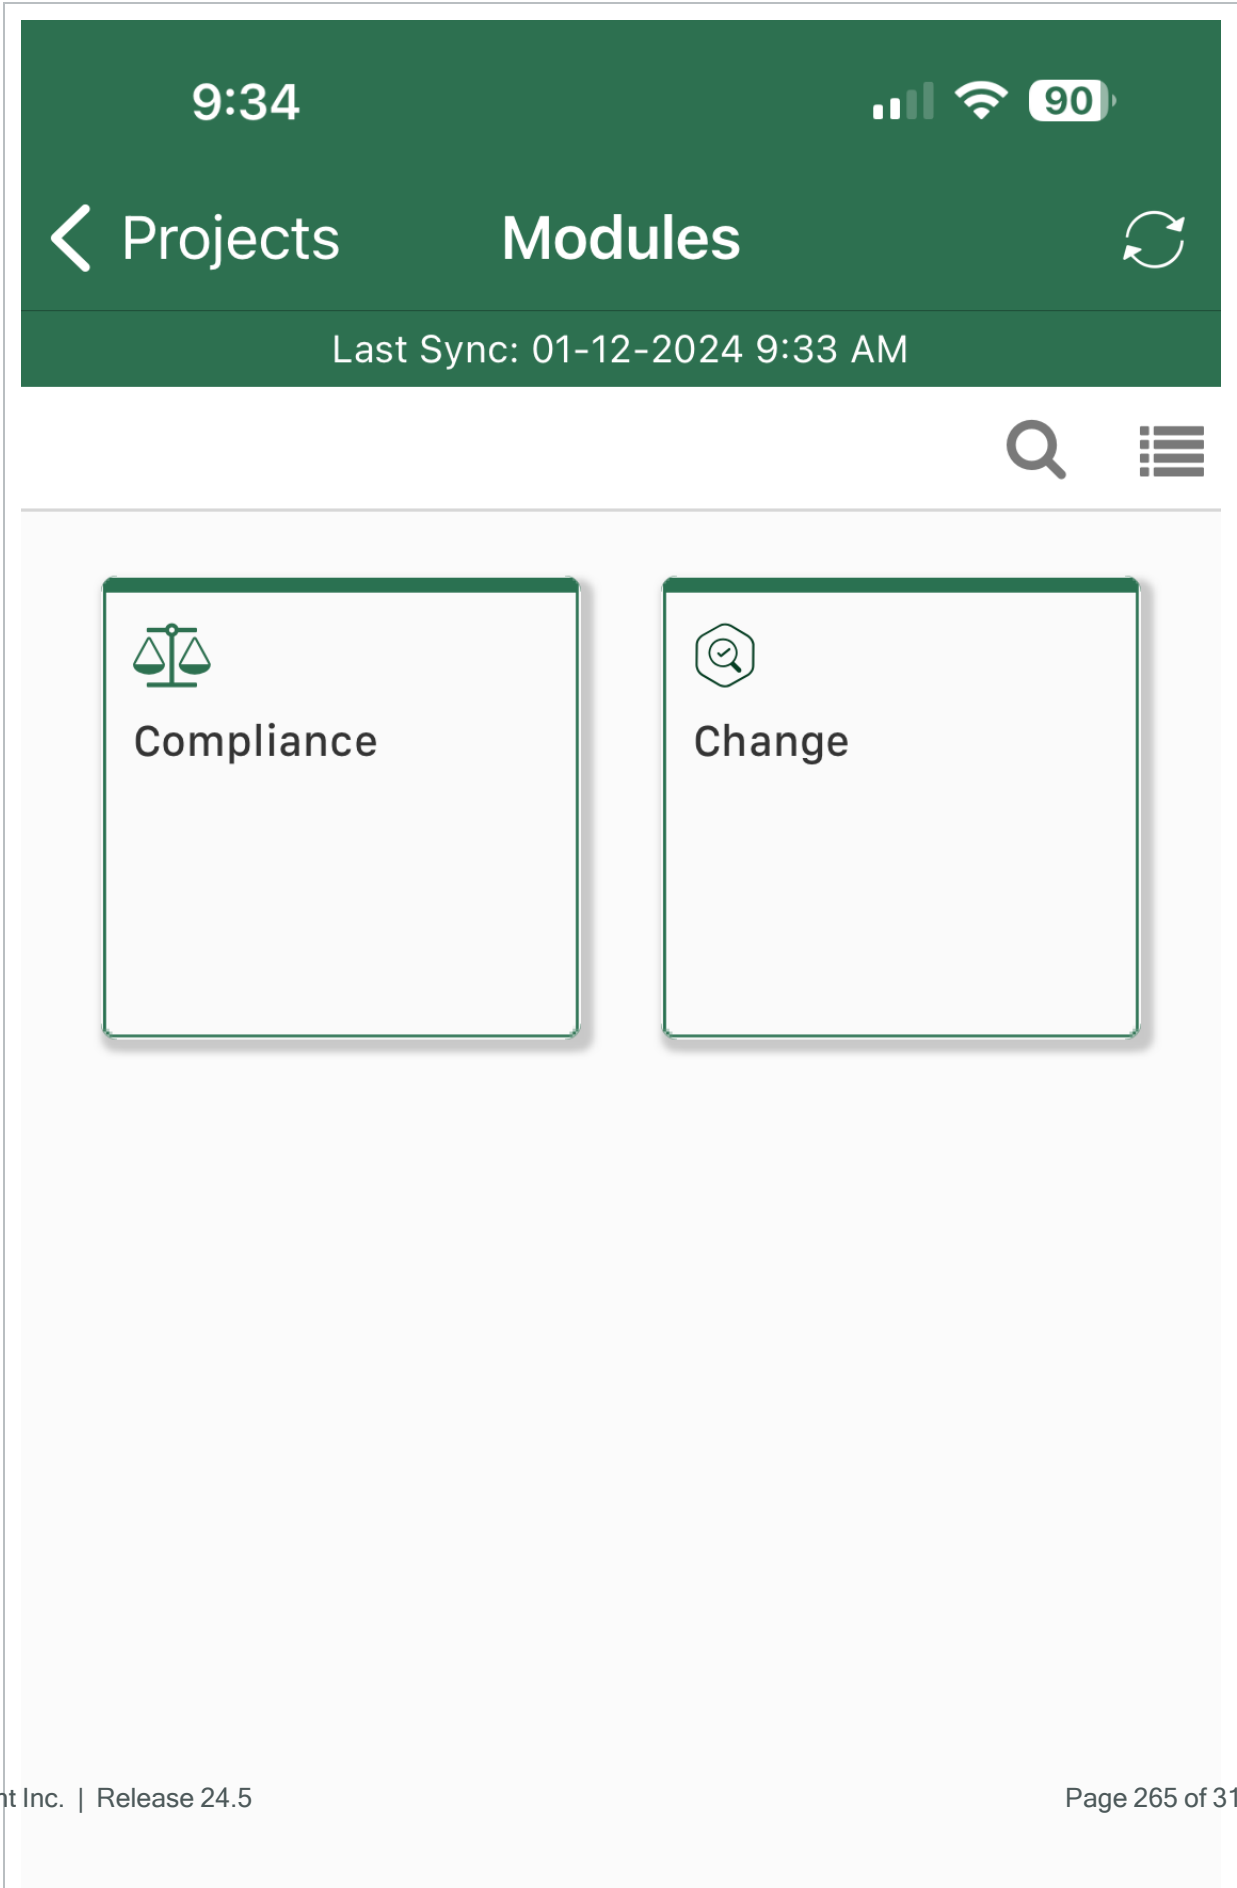 9:34 90
Projects Modules
Last Sync: 01-12-2024 9:33 AM
Compliance Change
Inc. | Release 24.5 Page 265 of